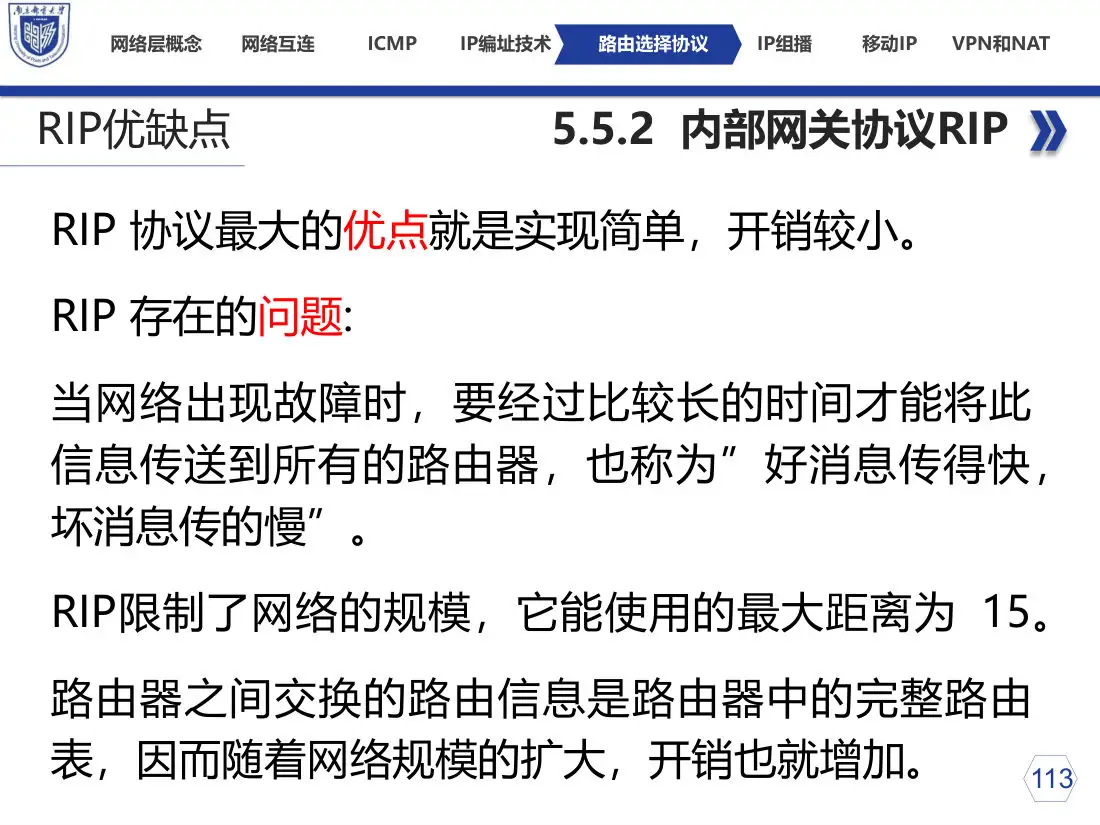 南京邮电大学
网络层概念 网络互连 ICMP IP编址技术 路由选择协议 IP组播 移动IP VPN和NAT
RIP优缺点
5.5.2 内部网关协议RIP
RIP 协议最大的优点就是实现简单，开销较小。
RIP 存在的问题:
当网络出现故障时，要经过比较长的时间才能将此
信息传送到所有的路由器，也称为”好消息传得快，
坏消息传的慢”。
RIP限制了网络的规模，它能使用的最大距离为 15。
路由器之间交换的路由信息是路由器中的完整路由
表，因而随着网络规模的扩大，开销也就增加。
113